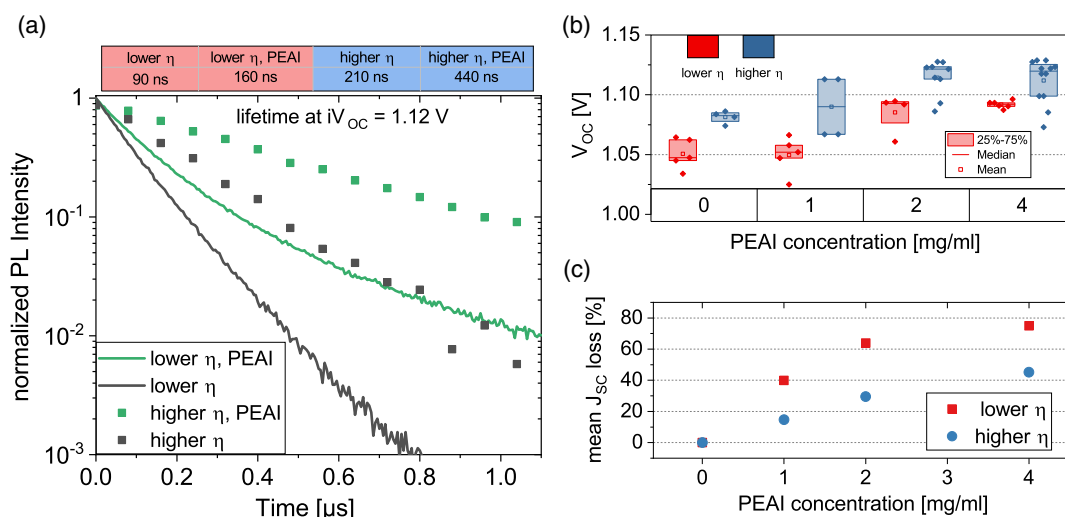 (a)
lower η
lower η, PEAI
higher η
higher η, PEAI
90 ns
160 ns
210 ns
440 ns
lifetime at iV_OC = 1.12 V
normalized PL Intensity
1
10^-1
10^-2
10^-3
lower η, PEAI
lower η
higher η, PEAI
higher η
0.0 0.2 0.4 0.6 0.8 1.0
Time [µs]
(b)
V_OC [V]
1.15
1.10
1.05
1.00
lower η
higher η
25%-75%
Median
Mean
0 1 2 4
PEAI concentration [mg/ml]
(c)
mean J_SC loss [%]
80
60
40
20
0
lower η
higher η
0 1 2 3 4
PEAI concentration [mg/ml]